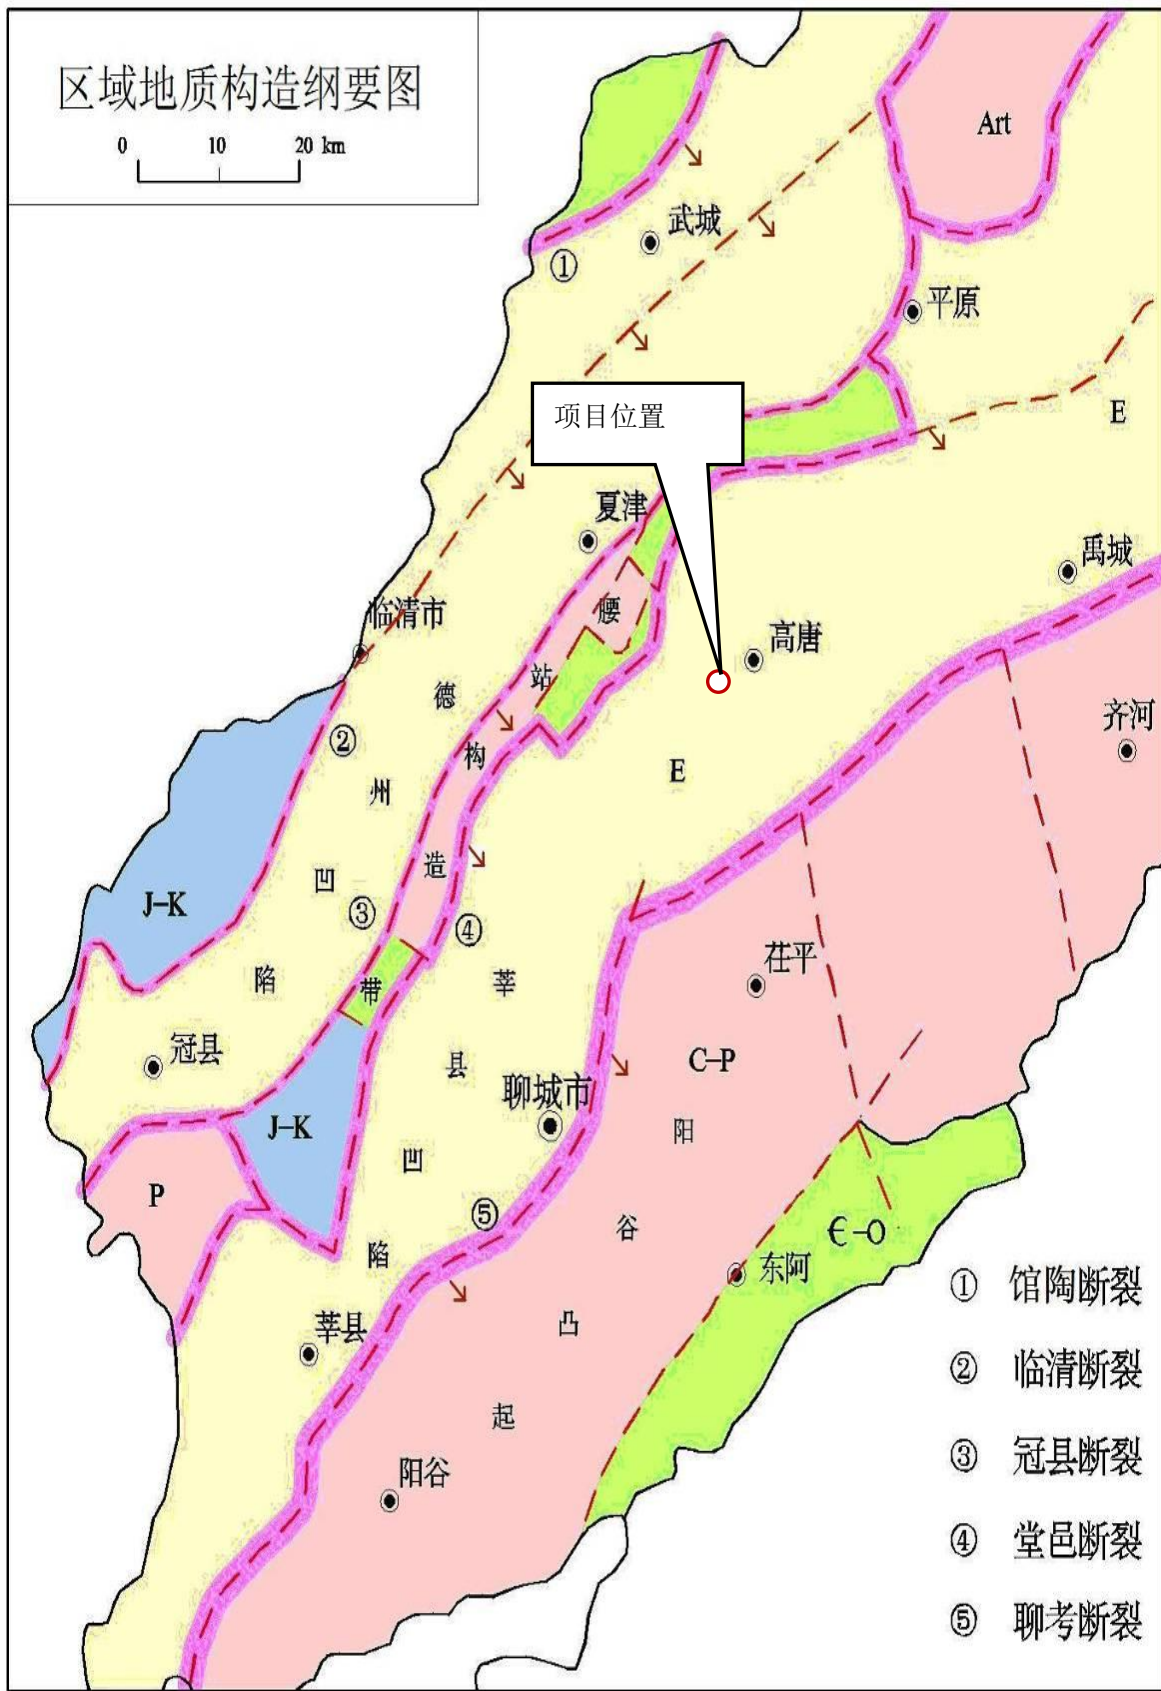 区域地质构造纲要图
0 10 20 km
Art
武城
①
平原
项目位置
E
夏津
禹城
临清市
腰
高唐
站
德
齐河
②
构
E
州
造
凹
J-K
③
④
茌平
陷
带
莘
冠县
县
C-P
聊城市
J-K
阳
凹
P
⑤
谷
€-O
陷
东阿
莘县
凸
起
阳谷
① 馆陶断裂
② 临清断裂
③ 冠县断裂
④ 堂邑断裂
⑤ 聊考断裂